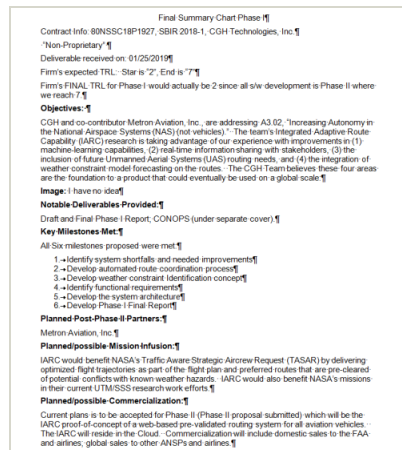 Final Summary Chart Phase I¶
Contract Info: 80NSSC18P1927, SBIR 2018-1, CGH Technologies, Inc.¶
"Non-Proprietary"¶
Deliverable received on: 01/25/2019¶
Firm's expected TRL: Star is "2", End is "7"¶
Firm's FINAL TRL for Phase I would actually be 2 since all s/w development is Phase II where
we reach 7.¶
Objectives: ¶
CGH and co-contributor Metron Aviation, Inc., are addressing A3.02, "Increasing Autonomy in
the National Airspace Systems (NAS) (not vehicles)." The team's Integrated Adaptive Route
Capability (IARC) research is taking advantage of our experience with improvements in (1)
machine-learning capabilities, (2) real-time information sharing with stakeholders, (3) the
inclusion of future Unmanned Aerial Systems (UAS) routing needs, and (4) the integration of
weather constraint model forecasting on the routes. The CGH Team believes these four areas
are the foundation to a product that could eventually be used on a global scale¶
Image: I have no idea¶
Notable Deliverables Provided:¶
Draft and Final Phase I Report; CONOPS (under separate cover).¶
Key Milestones Met:¶
All Six milestones proposed were met¶
1.→Identify system shortfalls and needed improvements¶
2.→Develop automated route coordination process¶
3.→Develop weather constraint Identification concept¶
4.→Identify functional requirements¶
5.→Develop the system architecture¶
6.→Develop Phase I Final Report¶
Planned Post-Phase II Partners:¶
Metron Aviation, Inc.¶
Planned/possible Mission Infusion:¶
IARC would benefit NASA's Traffic Aware Strategic Aircrew Request (TASAR) by delivering
optimized flight trajectories as part of the flight plan and preferred routes that are pre-cleared
of potential conflicts with known weather hazards. IARC would also benefit NASA's missions
in their current UTM/SSS research work efforts.¶
Planned/possible Commercialization:¶
Current plans is to be accepted for Phase II (Phase II proposal submitted) which will be the
IARC proof-of-concept of a web-based pre-validated routing system for all aviation vehicles.
The IARC will reside in the Cloud. Commercialization will include domestic sales to the FAA
and airlines; global sales to other ANSPs and airlines.¶